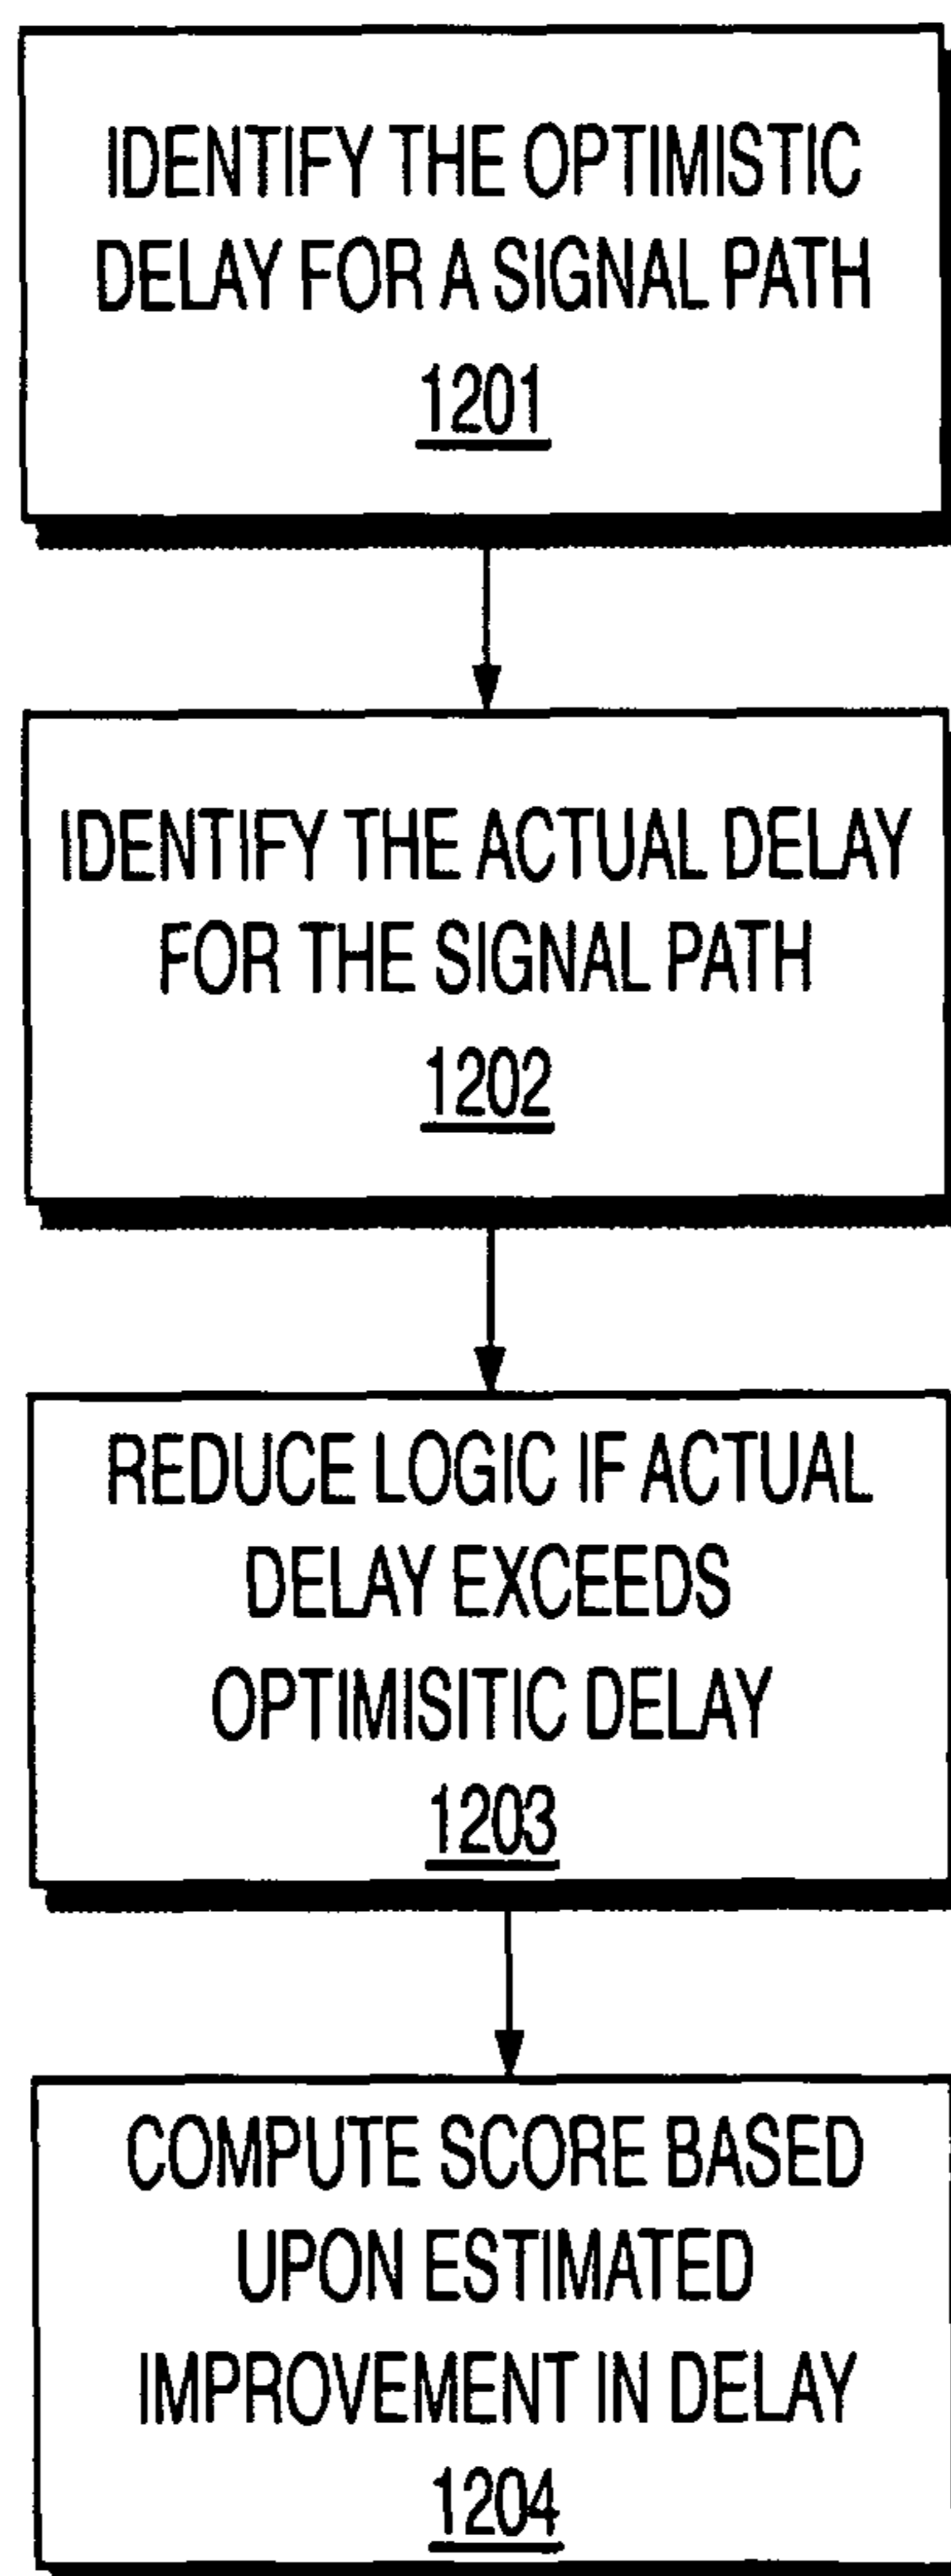 IDENTIFY THE OPTIMISTIC
DELAY FOR A SIGNAL PATH
1201
IDENTIFY THE ACTUAL DELAY
FOR THE SIGNAL PATH
1202
REDUCE LOGIC IF ACTUAL
DELAY EXCEEDS
OPTIMISITIC DELAY
1203
COMPUTE SCORE BASED
UPON ESTIMATED
IMPROVEMENT IN DELAY
1204